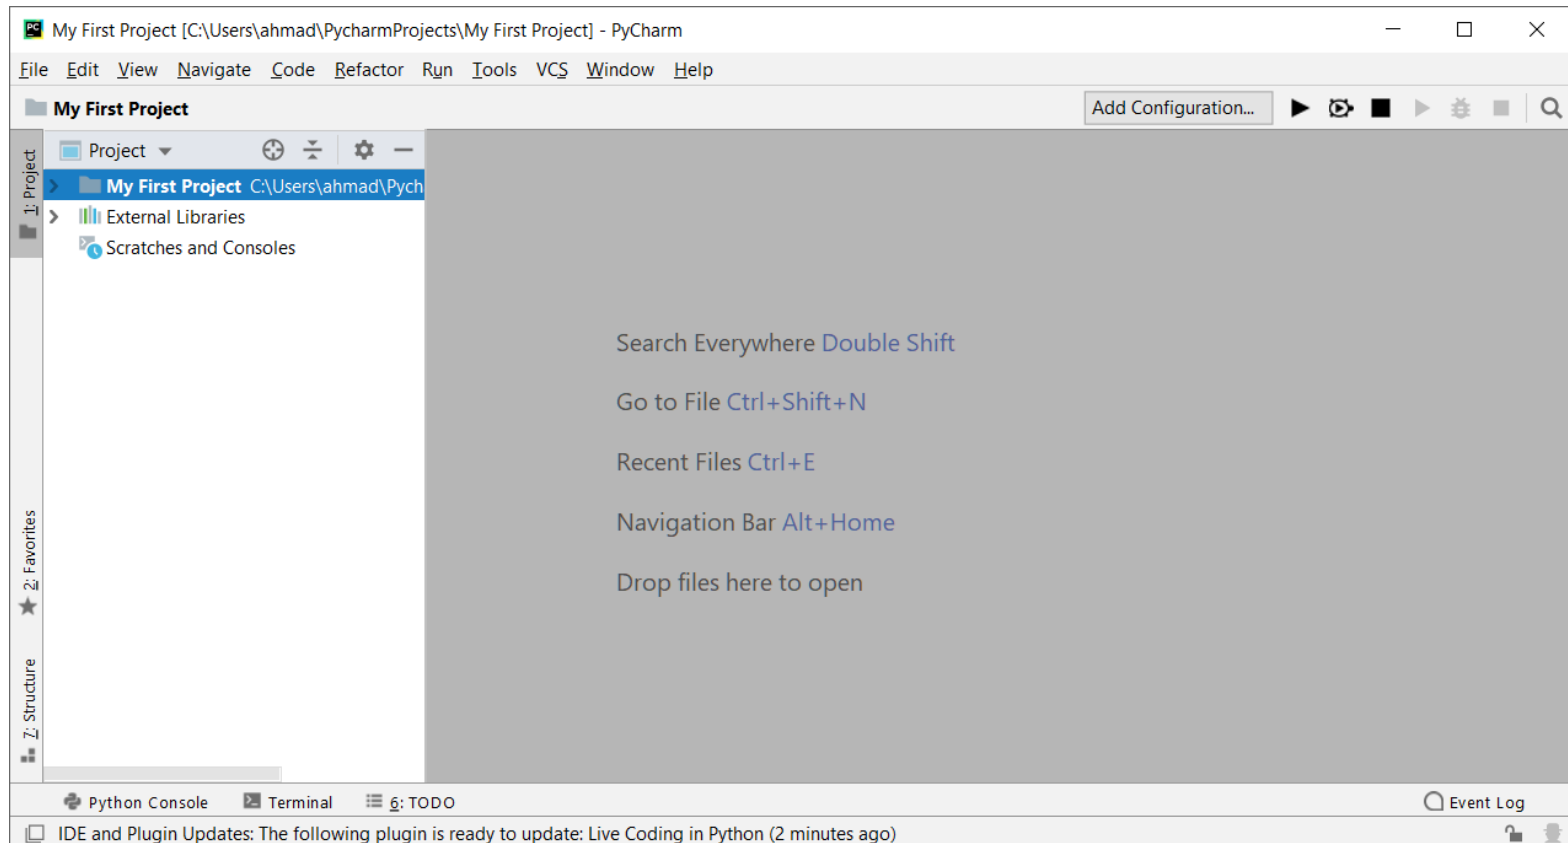 PC My First Project [C:\Users\ahmad\PycharmProjects\My First Project] - PyCharm
File Edit View Navigate Code Refactor Run Tools VCS Window Help
My First Project Add Configuration...
1: Project
Project
My First Project C:\Users\ahmad\Pych
External Libraries
Scratches and Consoles
Search Everywhere Double Shift
Go to File Ctrl+Shift+N
Recent Files Ctrl+E
Navigation Bar Alt+Home
Drop files here to open
2: Favorites
7: Structure
Python Console Terminal 6: TODO Event Log
IDE and Plugin Updates: The following plugin is ready to update: Live Coding in Python (2 minutes ago)